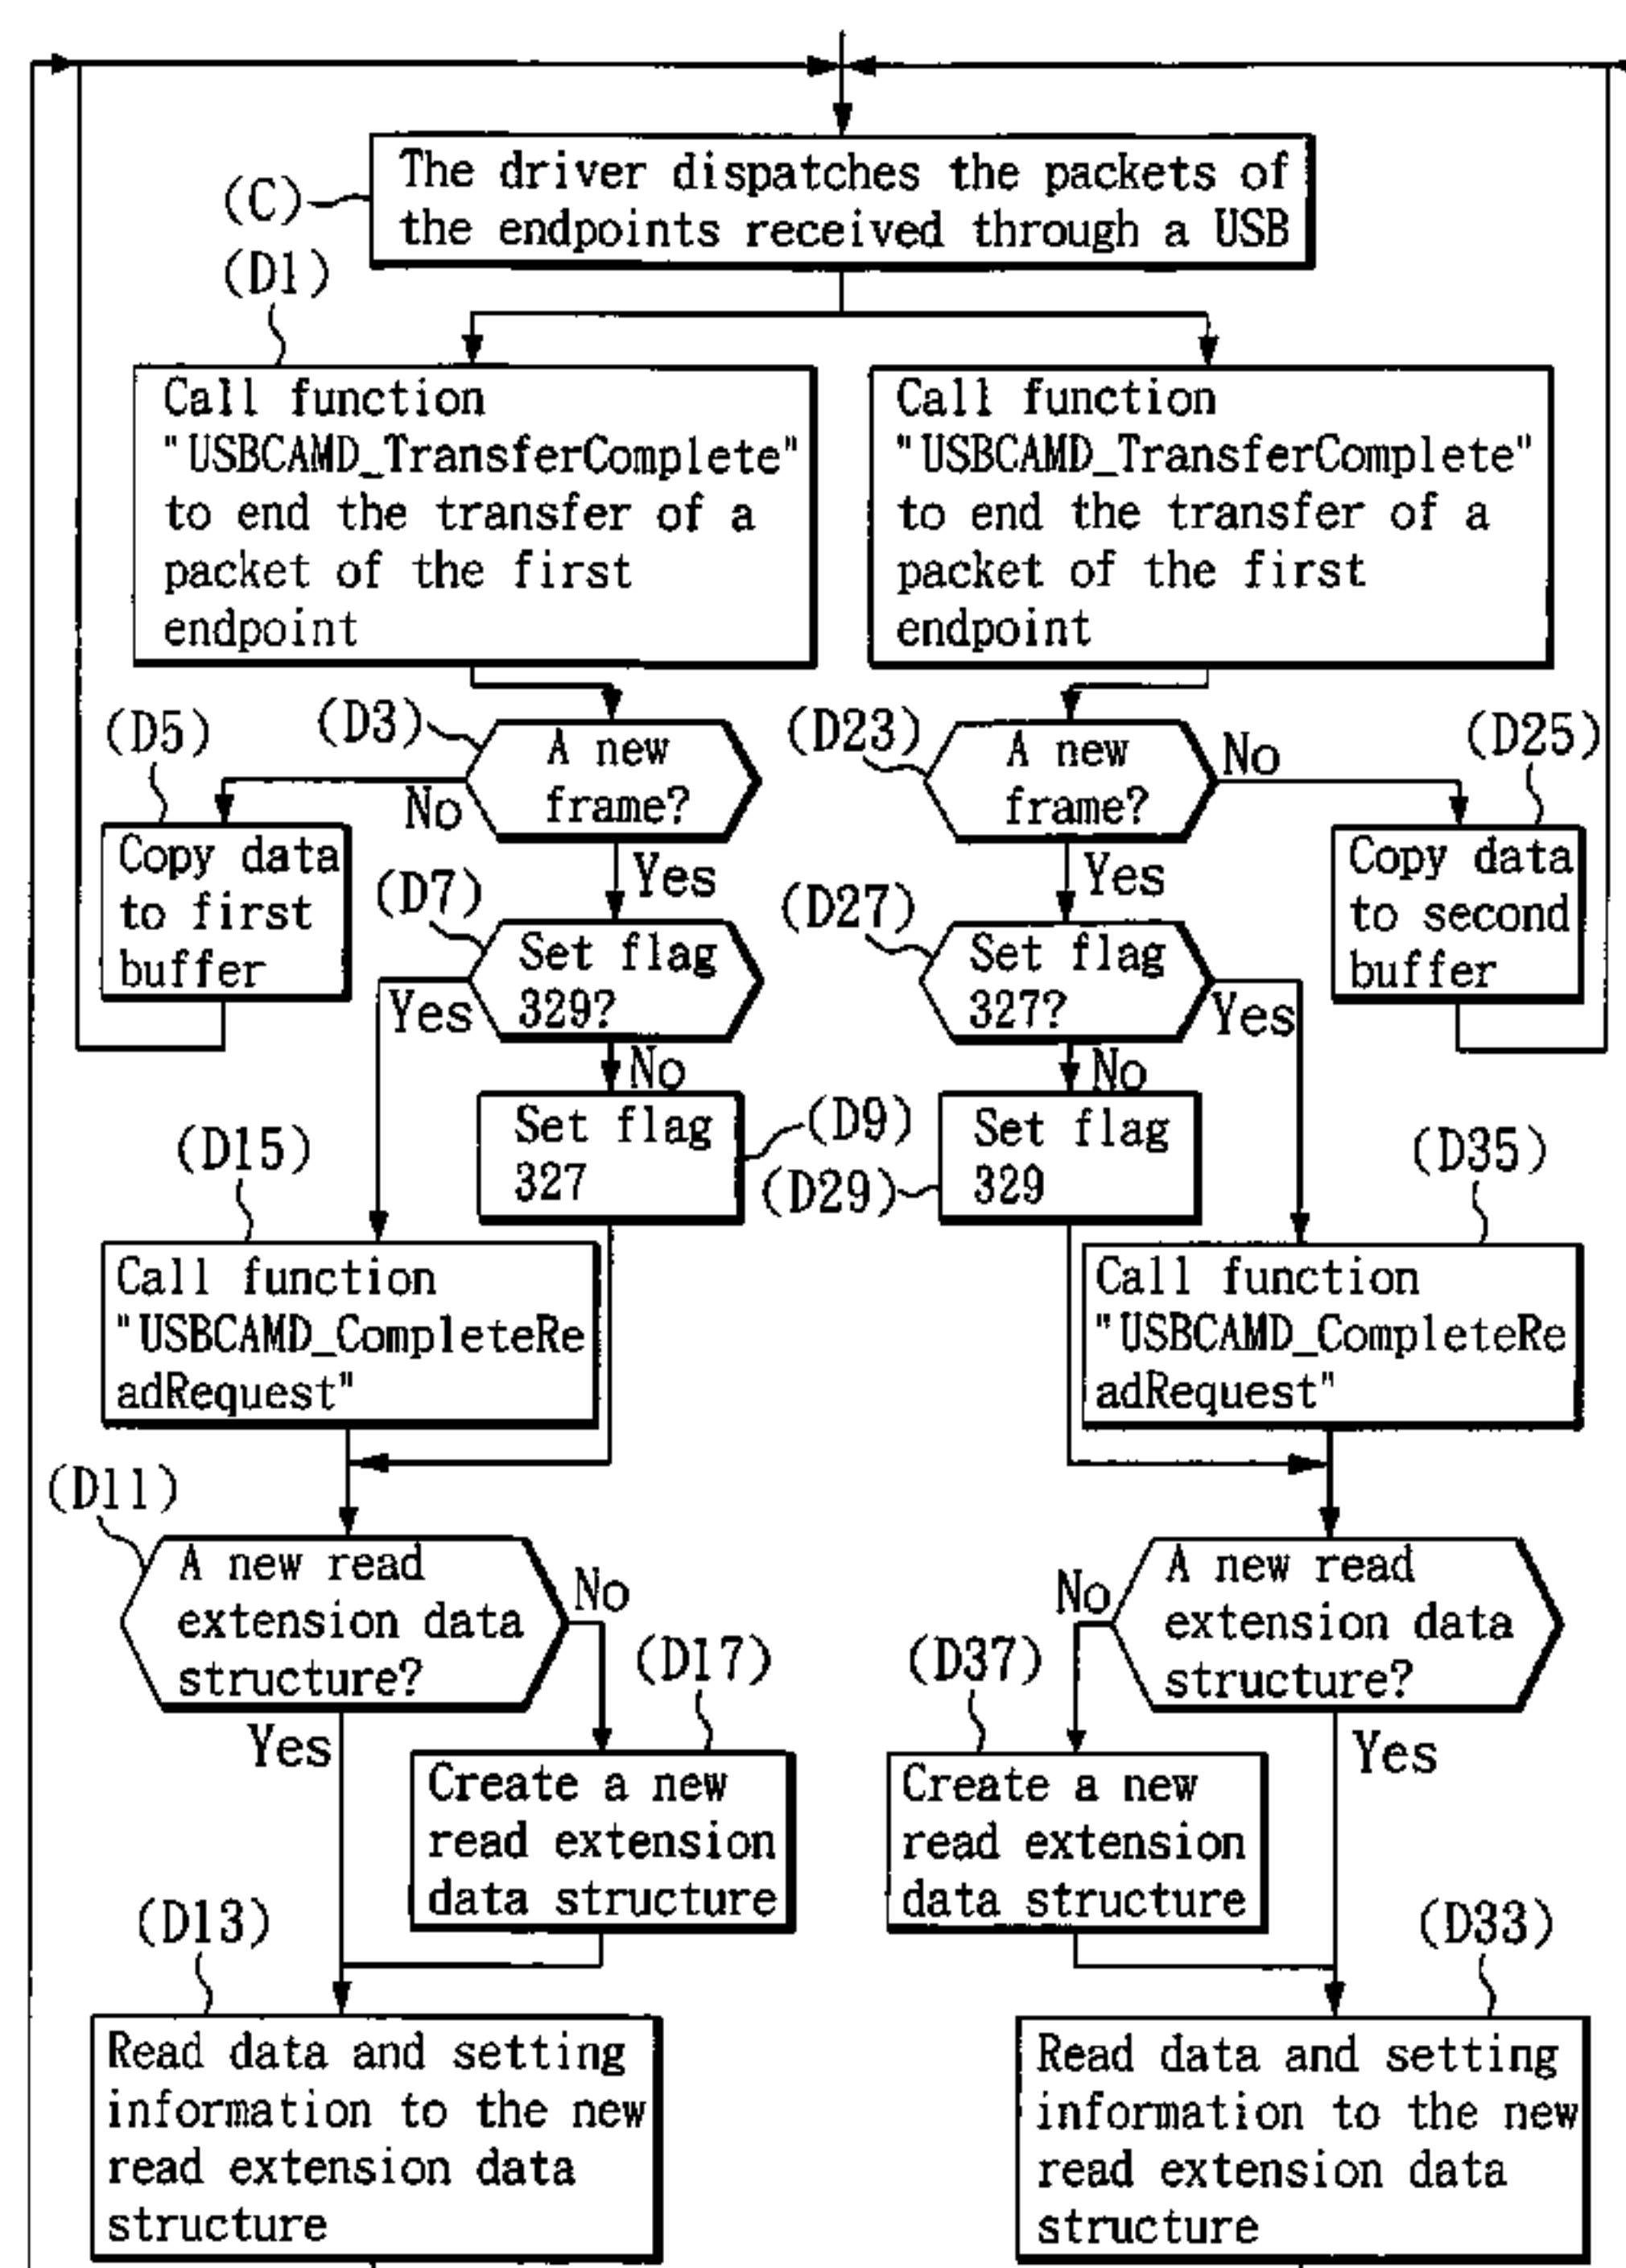 (C)
The driver dispatches the packets of
the endpoints received through a USB
(D1)
Call function
"USBCAMD_TransferComplete"
to end the transfer of a
packet of the first
endpoint
Call function
"USBCAMD_TransferComplete"
to end the transfer of a
packet of the first
endpoint
(D5)
(D3)
A new
frame?
No
Yes
(D23)
A new
frame?
No
Yes
(D25)
Copy data
to first
buffer
(D7)
Set flag
329?
Yes
No
(D27)
Set flag
327?
Yes
No
Copy data
to second
buffer
Set flag
327
(D9)
(D29)
Set flag
329
(D15)
Call function
"USBCAMD_CompleteRe
adRequest"
(D35)
Call function
"USBCAMD_CompleteRe
adRequest"
(D11)
A new read
extension data
structure?
No
Yes
A new read
extension data
structure?
No
Yes
(D17)
Create a new
read extension
data structure
(D37)
Create a new
read extension
data structure
(D13)
Read data and setting
information to the new
read extension data
structure
(D33)
Read data and setting
information to the new
read extension data
structure